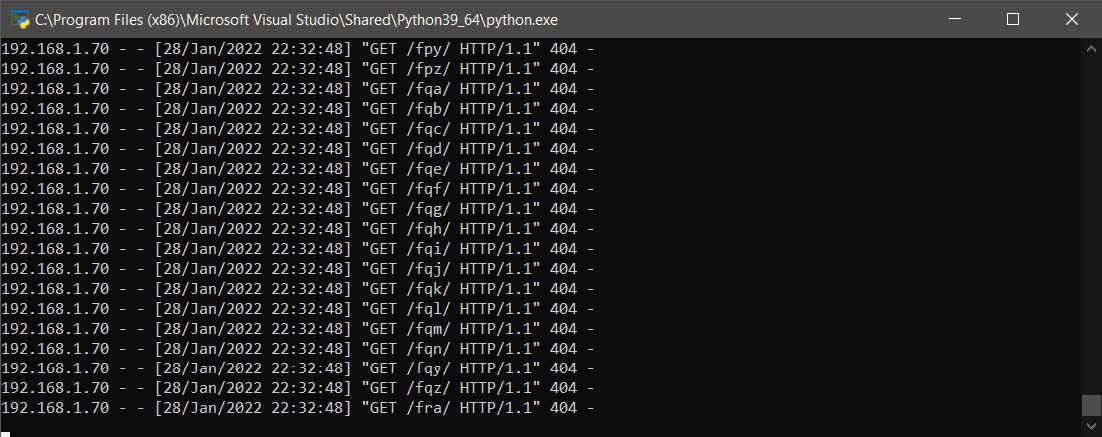 C:\Program Files (x86)\Microsoft Visual Studio\Shared\Python39_64\python.exe
192.168.1.70 - - [28/Jan/2022 22:32:48] "GET /fpy/ HTTP/1.1" 404 -
192.168.1.70 - - [28/Jan/2022 22:32:48] "GET /fpz/ HTTP/1.1" 404 -
192.168.1.70 - - [28/Jan/2022 22:32:48] "GET /fqa/ HTTP/1.1" 404 -
192.168.1.70 - - [28/Jan/2022 22:32:48] "GET /fqb/ HTTP/1.1" 404 -
192.168.1.70 - - [28/Jan/2022 22:32:48] "GET /fqc/ HTTP/1.1" 404 -
192.168.1.70 - - [28/Jan/2022 22:32:48] "GET /fqd/ HTTP/1.1" 404 -
192.168.1.70 - - [28/Jan/2022 22:32:48] "GET /fqe/ HTTP/1.1" 404 -
192.168.1.70 - - [28/Jan/2022 22:32:48] "GET /fqf/ HTTP/1.1" 404 -
192.168.1.70 - - [28/Jan/2022 22:32:48] "GET /fqg/ HTTP/1.1" 404 -
192.168.1.70 - - [28/Jan/2022 22:32:48] "GET /fqh/ HTTP/1.1" 404 -
192.168.1.70 - - [28/Jan/2022 22:32:48] "GET /fqi/ HTTP/1.1" 404 -
192.168.1.70 - - [28/Jan/2022 22:32:48] "GET /fqj/ HTTP/1.1" 404 -
192.168.1.70 - - [28/Jan/2022 22:32:48] "GET /fqk/ HTTP/1.1" 404 -
192.168.1.70 - - [28/Jan/2022 22:32:48] "GET /fql/ HTTP/1.1" 404 -
192.168.1.70 - - [28/Jan/2022 22:32:48] "GET /fqm/ HTTP/1.1" 404 -
192.168.1.70 - - [28/Jan/2022 22:32:48] "GET /fqn/ HTTP/1.1" 404 -
192.168.1.70 - - [28/Jan/2022 22:32:48] "GET /fqy/ HTTP/1.1" 404 -
192.168.1.70 - - [28/Jan/2022 22:32:48] "GET /fqz/ HTTP/1.1" 404 -
192.168.1.70 - - [28/Jan/2022 22:32:48] "GET /fra/ HTTP/1.1" 404 -